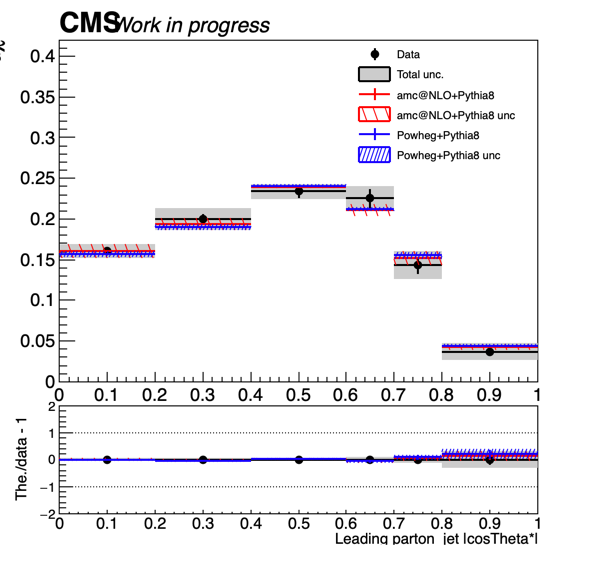 CMS Work in progress
0.4
0.35
0.3
0.25
0.2
0.15
0.1
0.05
0
Data
Total unc.
amc@NLO+Pythia8
amc@NLO+Pythia8 unc
Powheg+Pythia8
Powheg+Pythia8 unc
0 0.1 0.2 0.3 0.4 0.5 0.6 0.7 0.8 0.9 1
The./data - 1
2
1
0
−1
−2
0 0.1 0.2 0.3 0.4 0.5 0.6 0.7 0.8 0.9 1
Leading parton jet |cosTheta*|